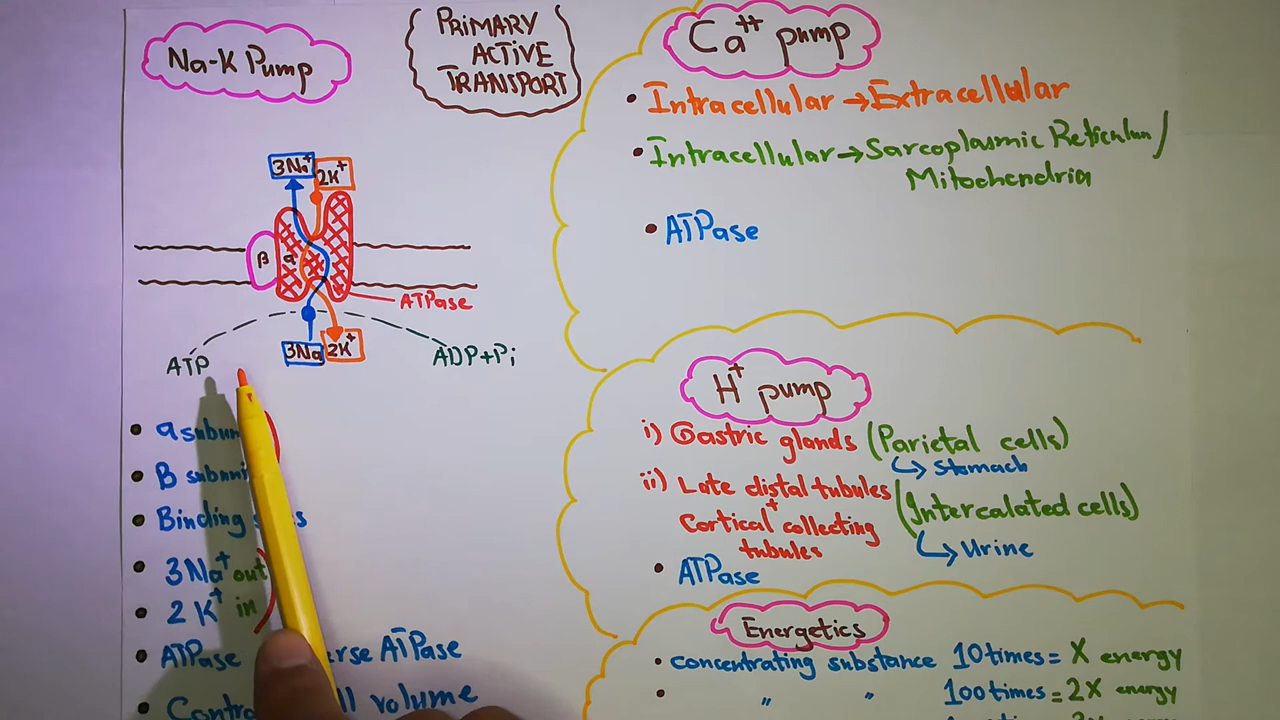 Na-K Pump
PRIMARY
ACTIVE
TRANSPORT
3Na+
2K+
β
α
ATPase
3Na
2K+
ATP
ADP+Pi
• α
• β
• Binding
• 3Na+ out
• 2K+ in
• ATPase ATPase
• volume
Ca++ pump
• Intracellular → Extracellular
• Intracellular → Sarcoplasmic Reticulum/
Mitochondria
• ATPase
H+ pump
i) Gastric glands (Parietal cells)
↳ Stomach
ii) Late distal tubules
+
Cortical collecting
tubules
(Intercalated cells)
↳ Urine
• ATPase
Energetics
• concentrating substance 10 times = X energy
• " " 100 times = 2X energy